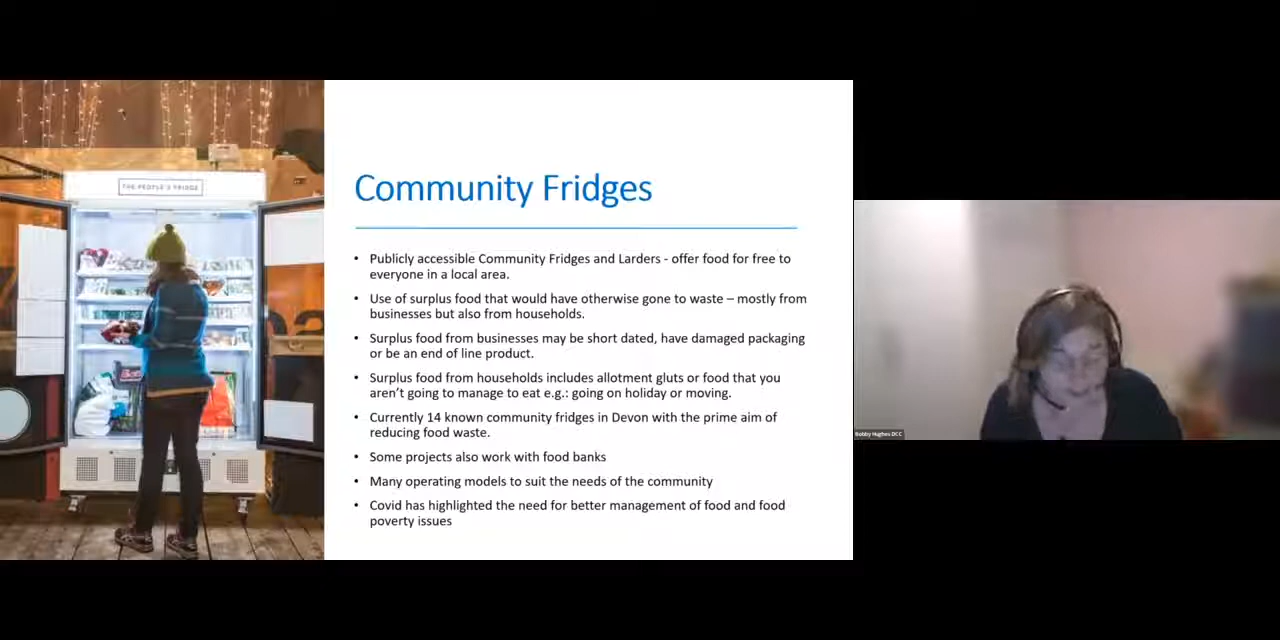 THE PEOPLE'S FRIDGE
Community Fridges
• Publicly accessible Community Fridges and Larders - offer food for free to
everyone in a local area.
• Use of surplus food that would have otherwise gone to waste – mostly from
businesses but also from households.
• Surplus food from businesses may be short dated, have damaged packaging
or be an end of line product.
• Surplus food from households includes allotment gluts or food that you
aren't going to manage to eat e.g.: going on holiday or moving.
• Currently 14 known community fridges in Devon with the prime aim of
reducing food waste.
• Some projects also work with food banks
• Many operating models to suit the needs of the community
• Covid has highlighted the need for better management of food and food
poverty issues
Bobby Hughes DCC